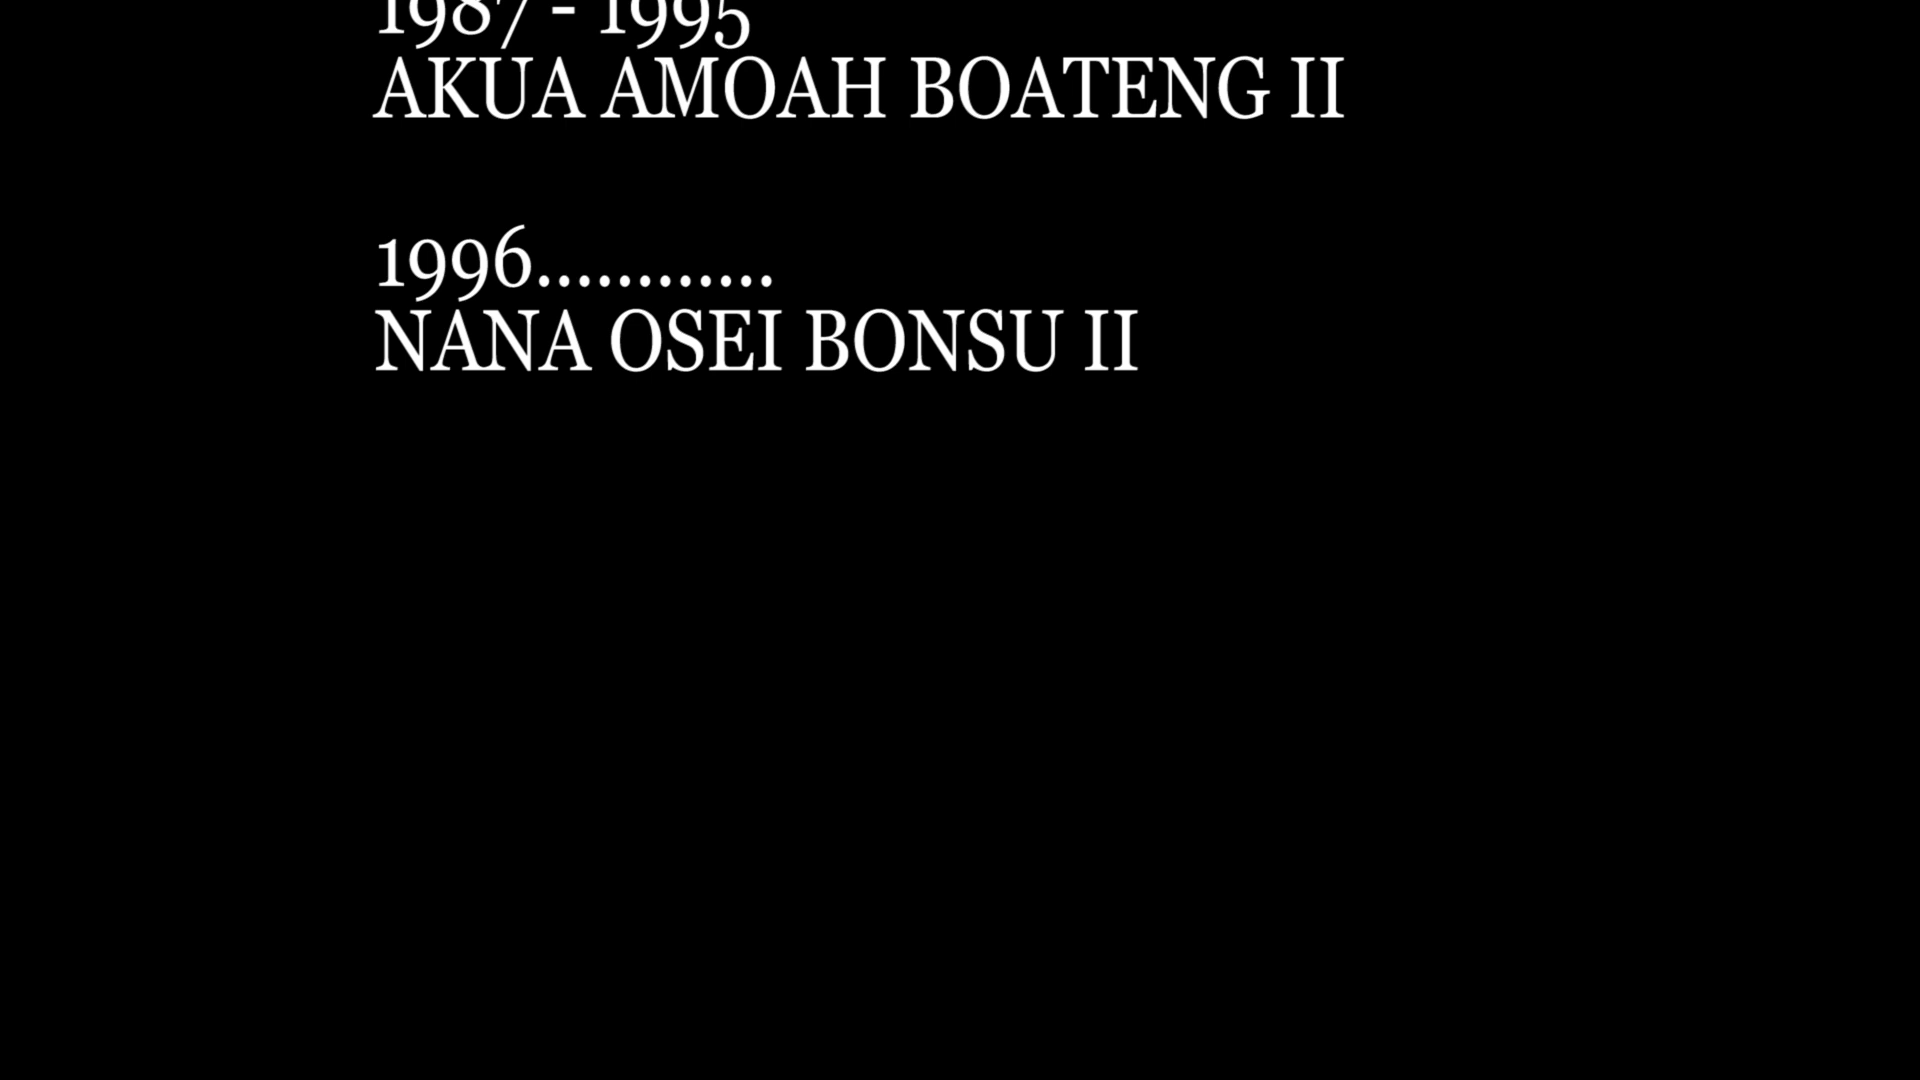 1987 - 1995
AKUA AMOAH BOATENG II
1996............
NANA OSEI BONSU II